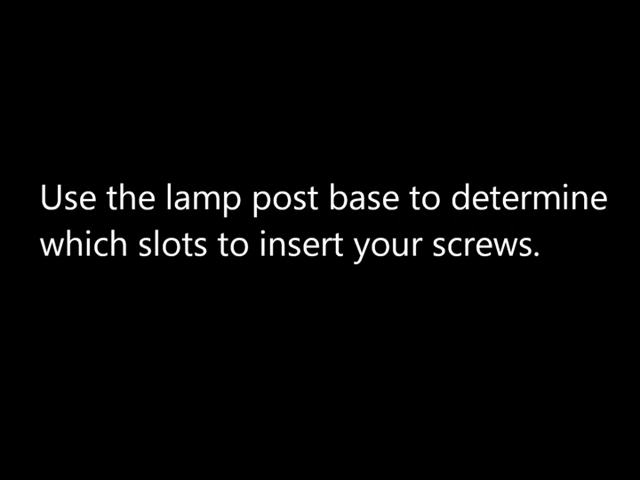 Use the lamp post base to determine
which slots to insert your screws.